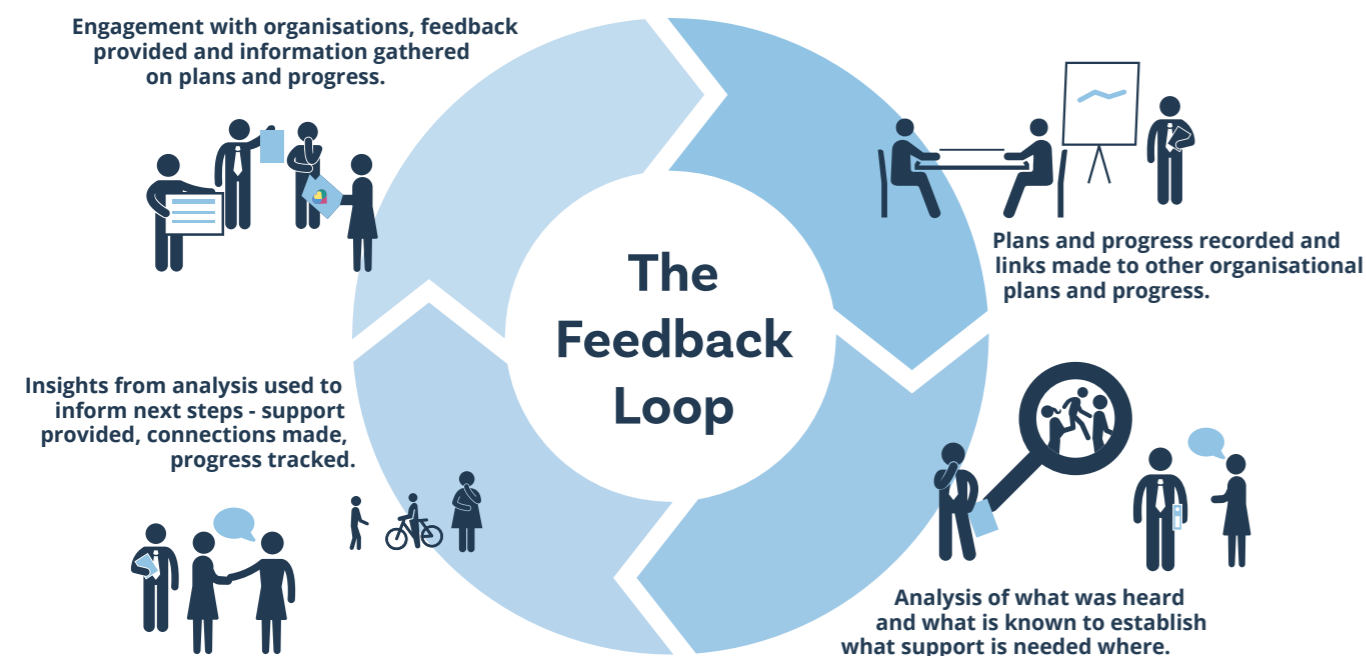 Engagement with organisations, feedback
provided and information gathered
on plans and progress.
Plans and progress recorded and
links made to other organisational
plans and progress.
The
Feedback
Loop
Insights from analysis used to
inform next steps - support
provided, connections made,
progress tracked.
Analysis of what was heard
and what is known to establish
what support is needed where.